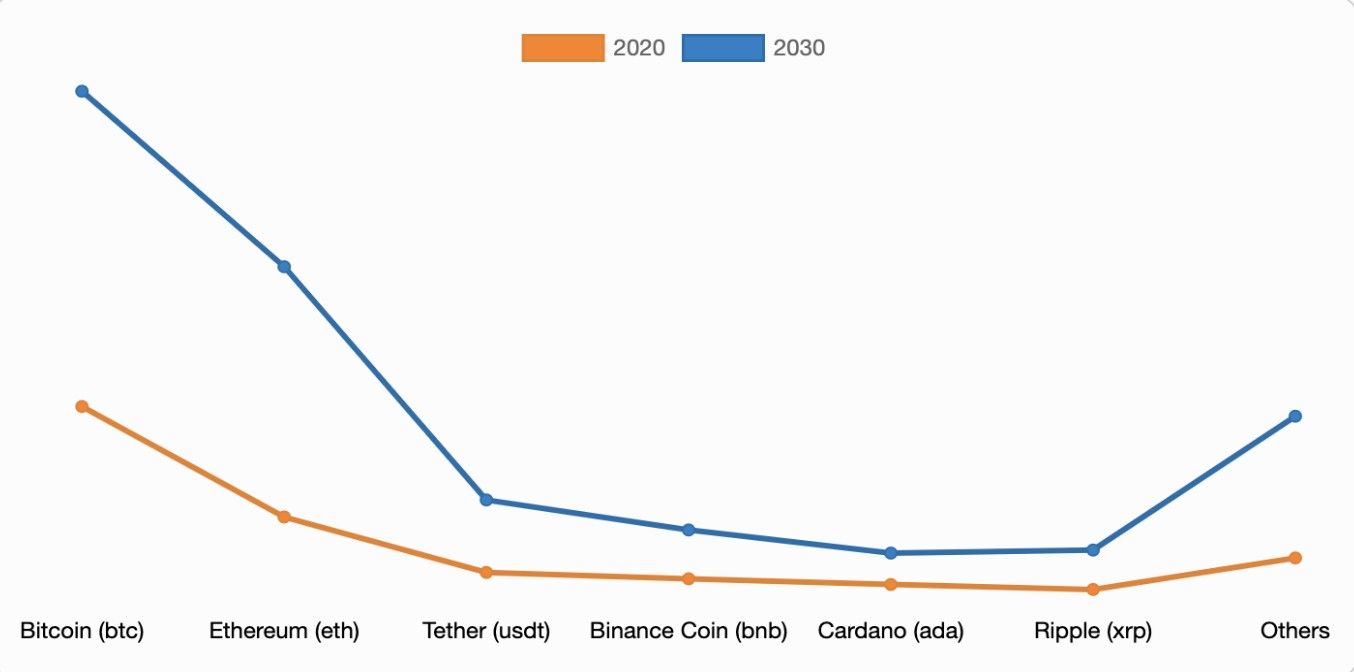 2020 2030
Bitcoin (btc) Ethereum (eth) Tether (usdt) Binance Coin (bnb) Cardano (ada) Ripple (xrp) Others